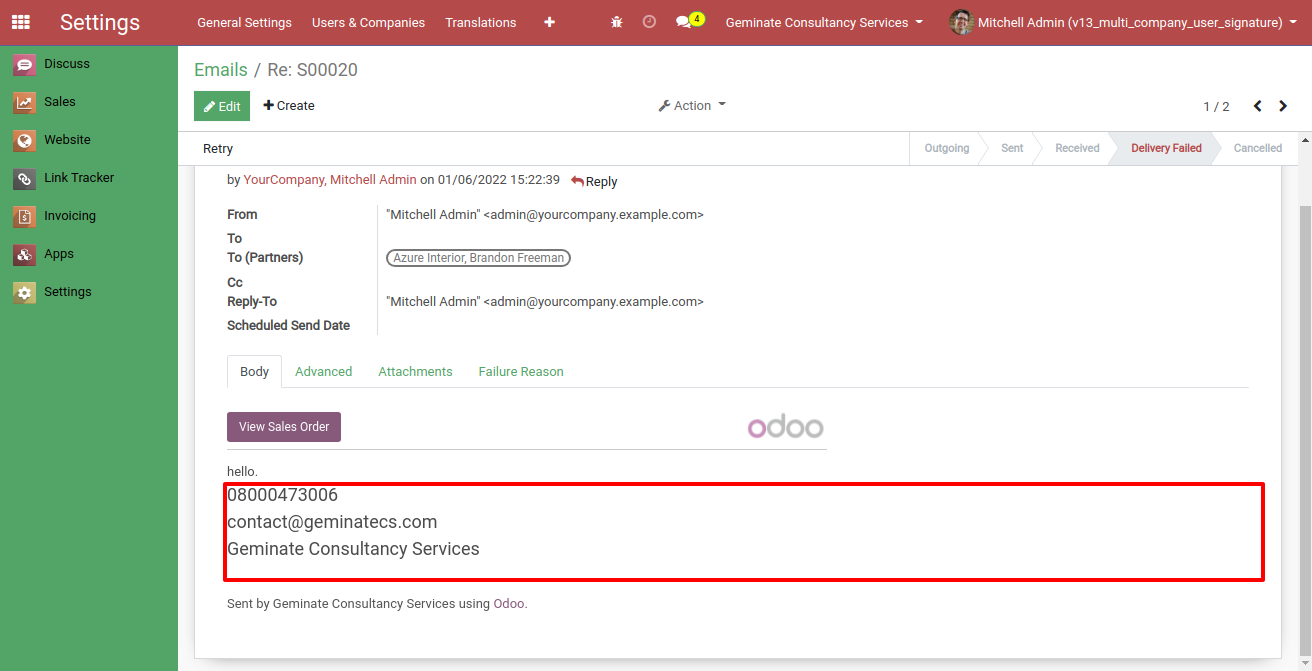 Settings General Settings Users & Companies Translations 4 Geminate Consultancy Services Mitchell Admin (v13_multi_company_user_signature)
Discuss
Sales
Website
Link Tracker
Invoicing
Apps
Settings
Emails / Re: S00020
Edit Create Action 1 / 2
Retry Outgoing Sent Received Delivery Failed Cancelled
by YourCompany, Mitchell Admin on 01/06/2022 15:22:39 Reply
From "Mitchell Admin" <admin@yourcompany.example.com>
To
To (Partners) Azure Interior, Brandon Freeman
Cc
Reply-To "Mitchell Admin" <admin@yourcompany.example.com>
Scheduled Send Date
Body Advanced Attachments Failure Reason
View Sales Order odoo
hello.
08000473006
contact@geminatecs.com
Geminate Consultancy Services
Sent by Geminate Consultancy Services using Odoo.